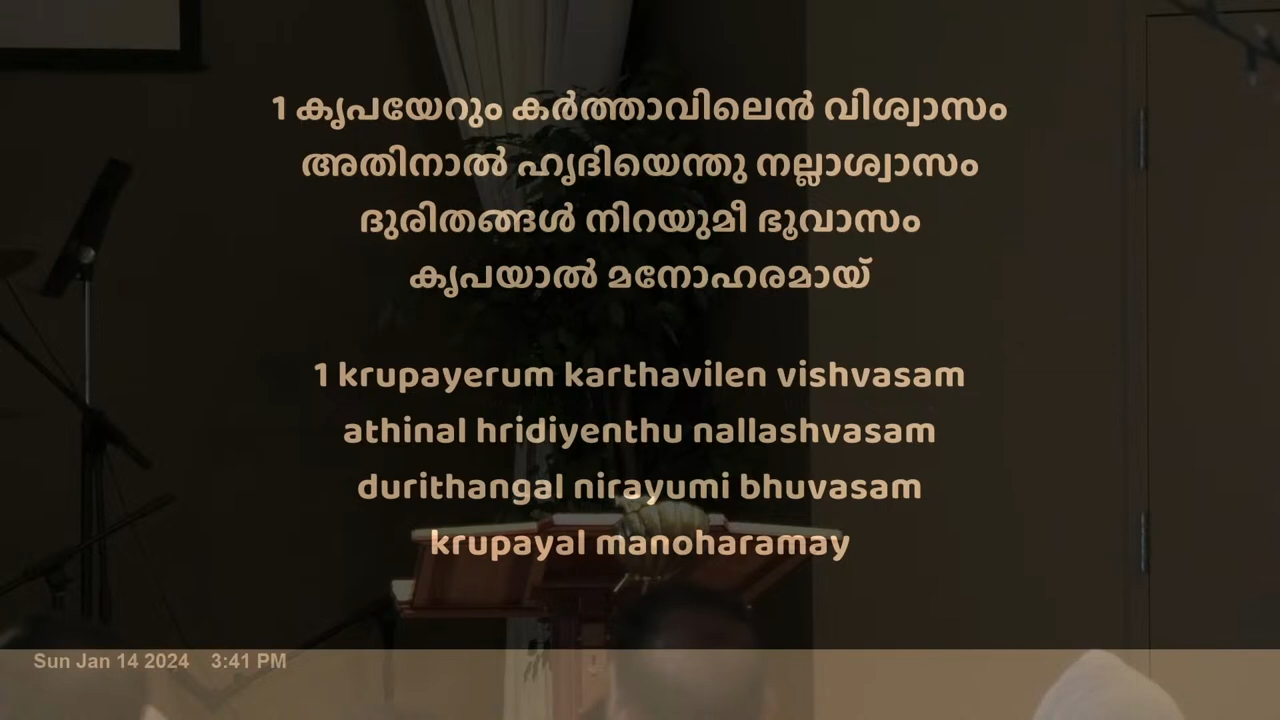 1 കൃപയേറും കർത്താവിലെൻ വിശ്വാസം
അതിനാൽ ഹൃദിയെന്തു നല്ലാശ്വാസം
ദുരിതങ്ങൾ നിറയുമീ ഭൂവാസം
കൃപയാൽ മനോഹരമായ്
1 krupayerum karthavilen vishvasam
athinal hridiyenthu nallashvasam
durithangal nirayumi bhuvasam
krupayal manoharamay
Sun Jan 14 2024 3:41 PM